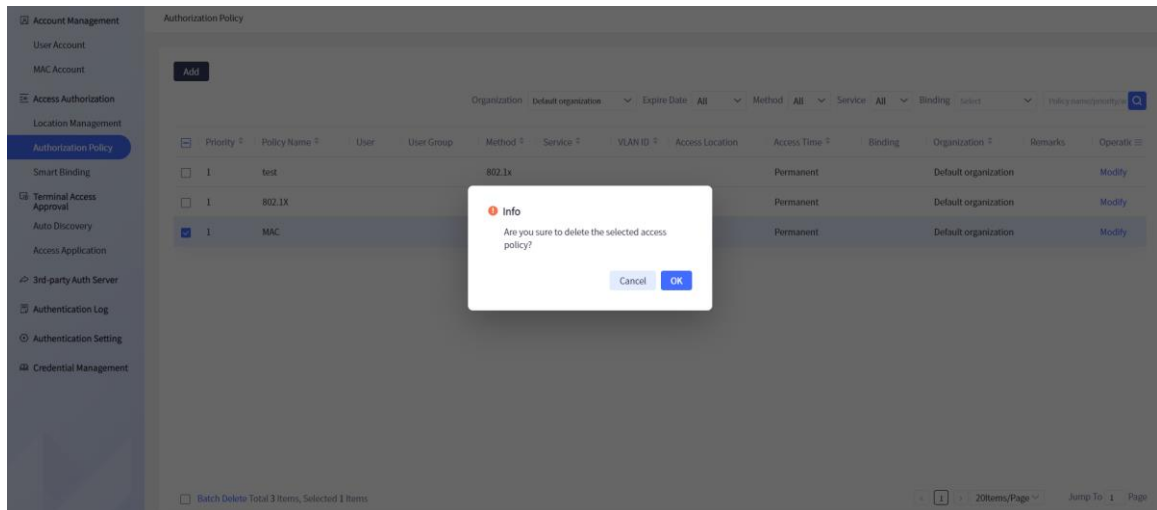 Account Management
Authorization Policy
User Account
MAC Account
Add
Access Authorization
Organization Default organization Expire Date All Method All Service All Binding Select
Location Management
Authorization Policy
Priority Policy Name User User Group Method Service VLAN ID Access Location Access Time Binding Organization Remarks Operatic
Smart Binding
1 test 802.1x Permanent Default organization Modify
Terminal Access
Approval
1 802.1X Permanent Default organization Modify
Auto Discovery
1 MAC Permanent Default organization Modify
Info
Are you sure to delete the selected access
policy?
Cancel OK
Access Application
3rd-party Auth Server
Authentication Log
Authentication Setting
Credential Management
Batch Delete Total 3 Items, Selected 1 Items
1 20Items/Page Jump To 1 Page